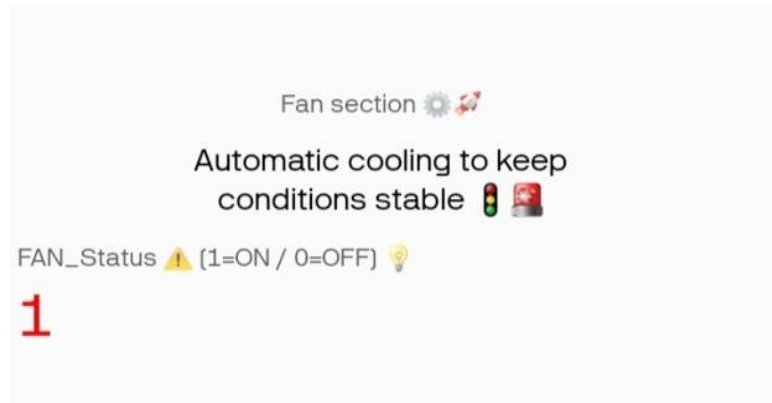 Fan section ⚙️🚀
Automatic cooling to keep
conditions stable 🚦🚨
FAN_Status ⚠️ (1=ON / 0=OFF) 💡
1